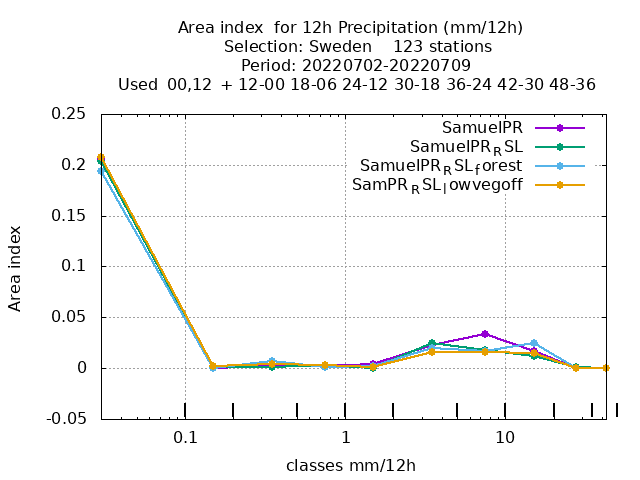 Area index  for 12h Precipitation (mm/12h)
Selection: Sweden    123 stations
Period: 20220702-20220709
Used  00,12  + 12-00 18-06 24-12 30-18 36-24 42-30 48-36
SamuelPR
SamuelPR_RSL
SamuelPR_RSL_forest
SamPR_RSL_lowvegoff
0.25
0.2
0.15
0.1
0.05
0
-0.05
Area index
0.1 1 10
classes mm/12h